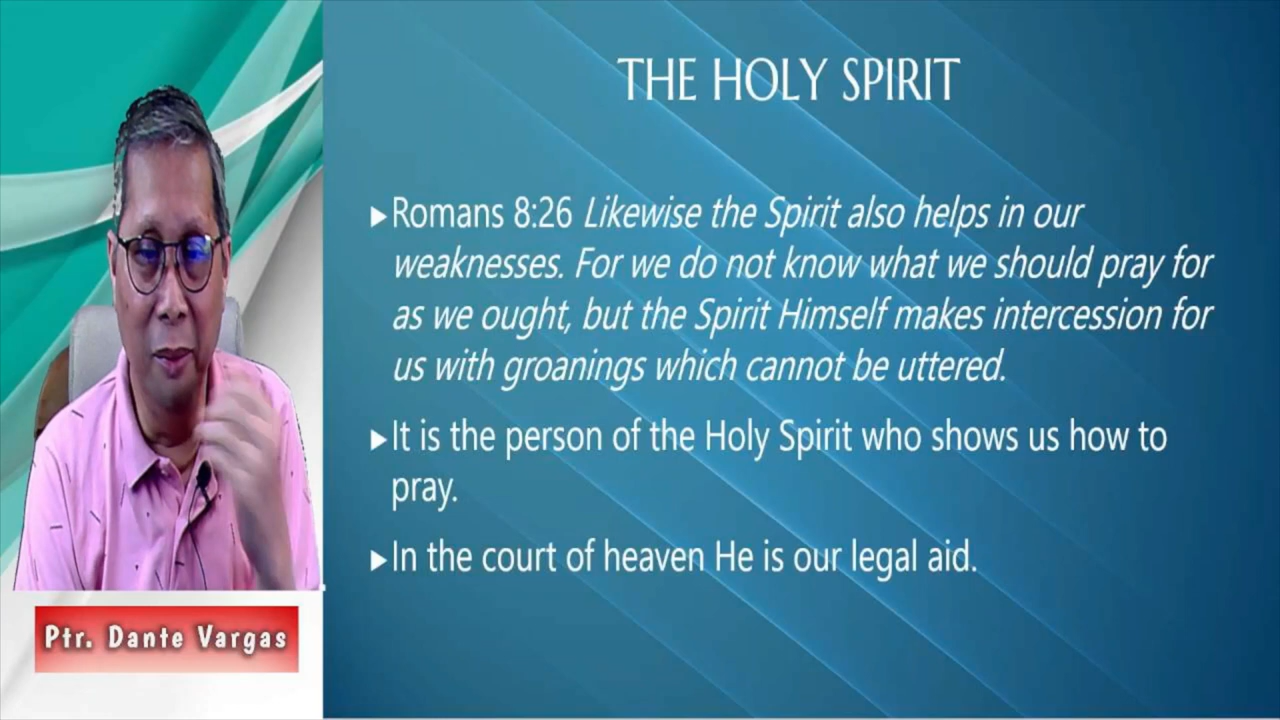 THE HOLY SPIRIT
▶Romans 8:26 Likewise the Spirit also helps in our
weaknesses. For we do not know what we should pray for
as we ought, but the Spirit Himself makes intercession for
us with groanings which cannot be uttered.
▶It is the person of the Holy Spirit who shows us how to
pray.
▶In the court of heaven He is our legal aid.
Ptr. Dante Vargas